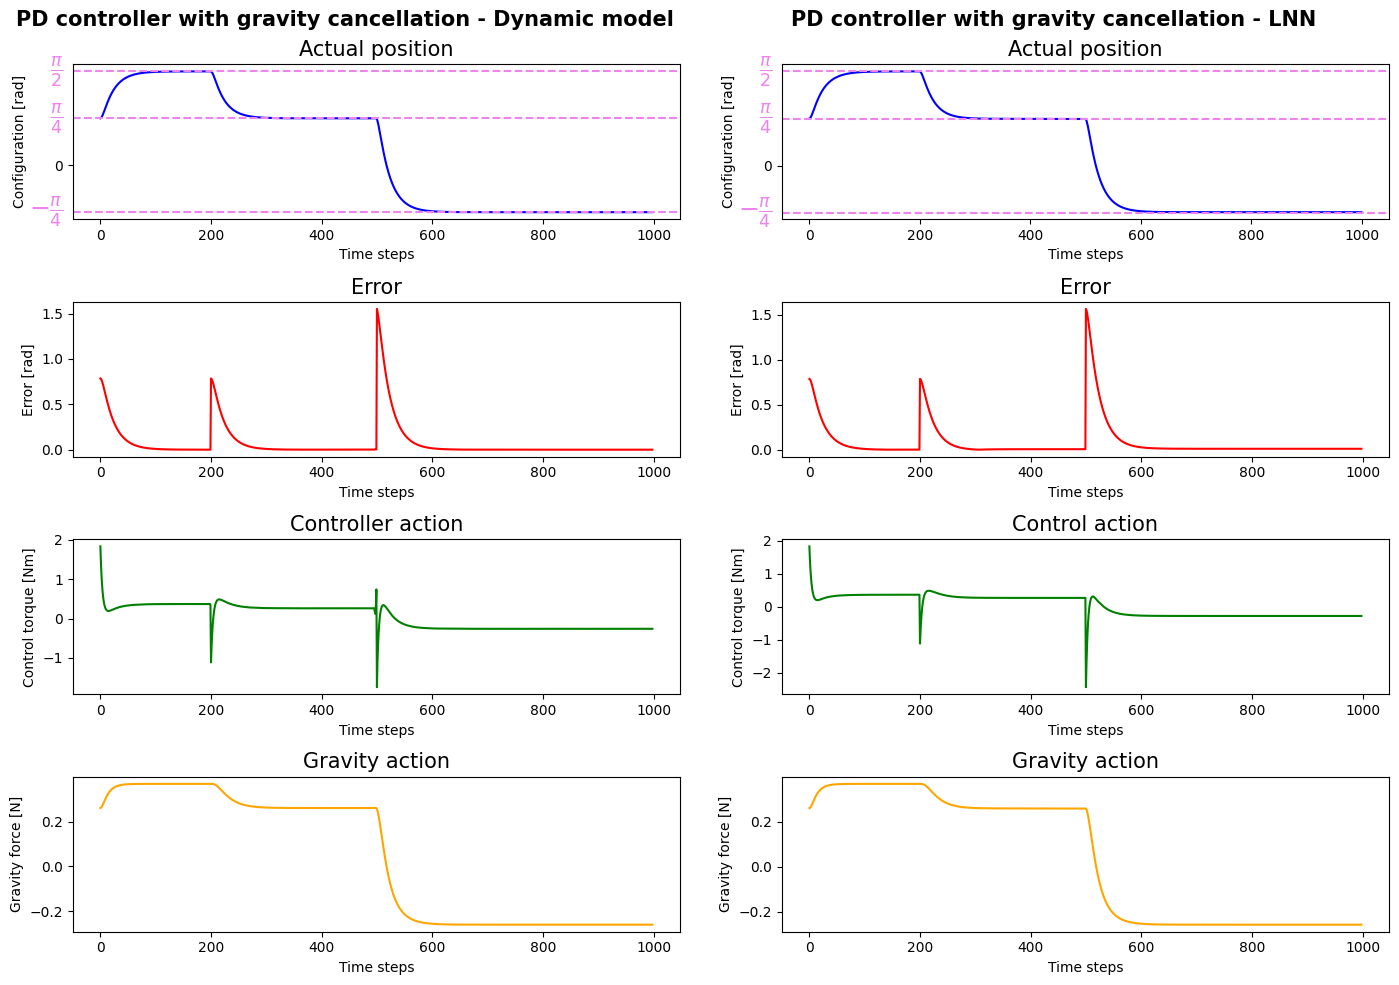 PD controller with gravity cancellation - Dynamic model
Actual position
Configuration [rad]
π/2
π/4
0
−π/4
0 200 400 600 800 1000
Time steps
Error
Error [rad]
1.5
1.0
0.5
0.0
0 200 400 600 800 1000
Time steps
Controller action
Control torque [Nm]
2
1
0
−1
0 200 400 600 800 1000
Time steps
Gravity action
Gravity force [N]
0.2
0.0
−0.2
0 200 400 600 800 1000
Time steps
PD controller with gravity cancellation - LNN
Actual position
Configuration [rad]
π/2
π/4
0
−π/4
0 200 400 600 800 1000
Time steps
Error
Error [rad]
1.5
1.0
0.5
0.0
0 200 400 600 800 1000
Time steps
Control action
Control torque [Nm]
2
1
0
−1
−2
0 200 400 600 800 1000
Time steps
Gravity action
Gravity force [N]
0.2
0.0
−0.2
0 200 400 600 800 1000
Time steps